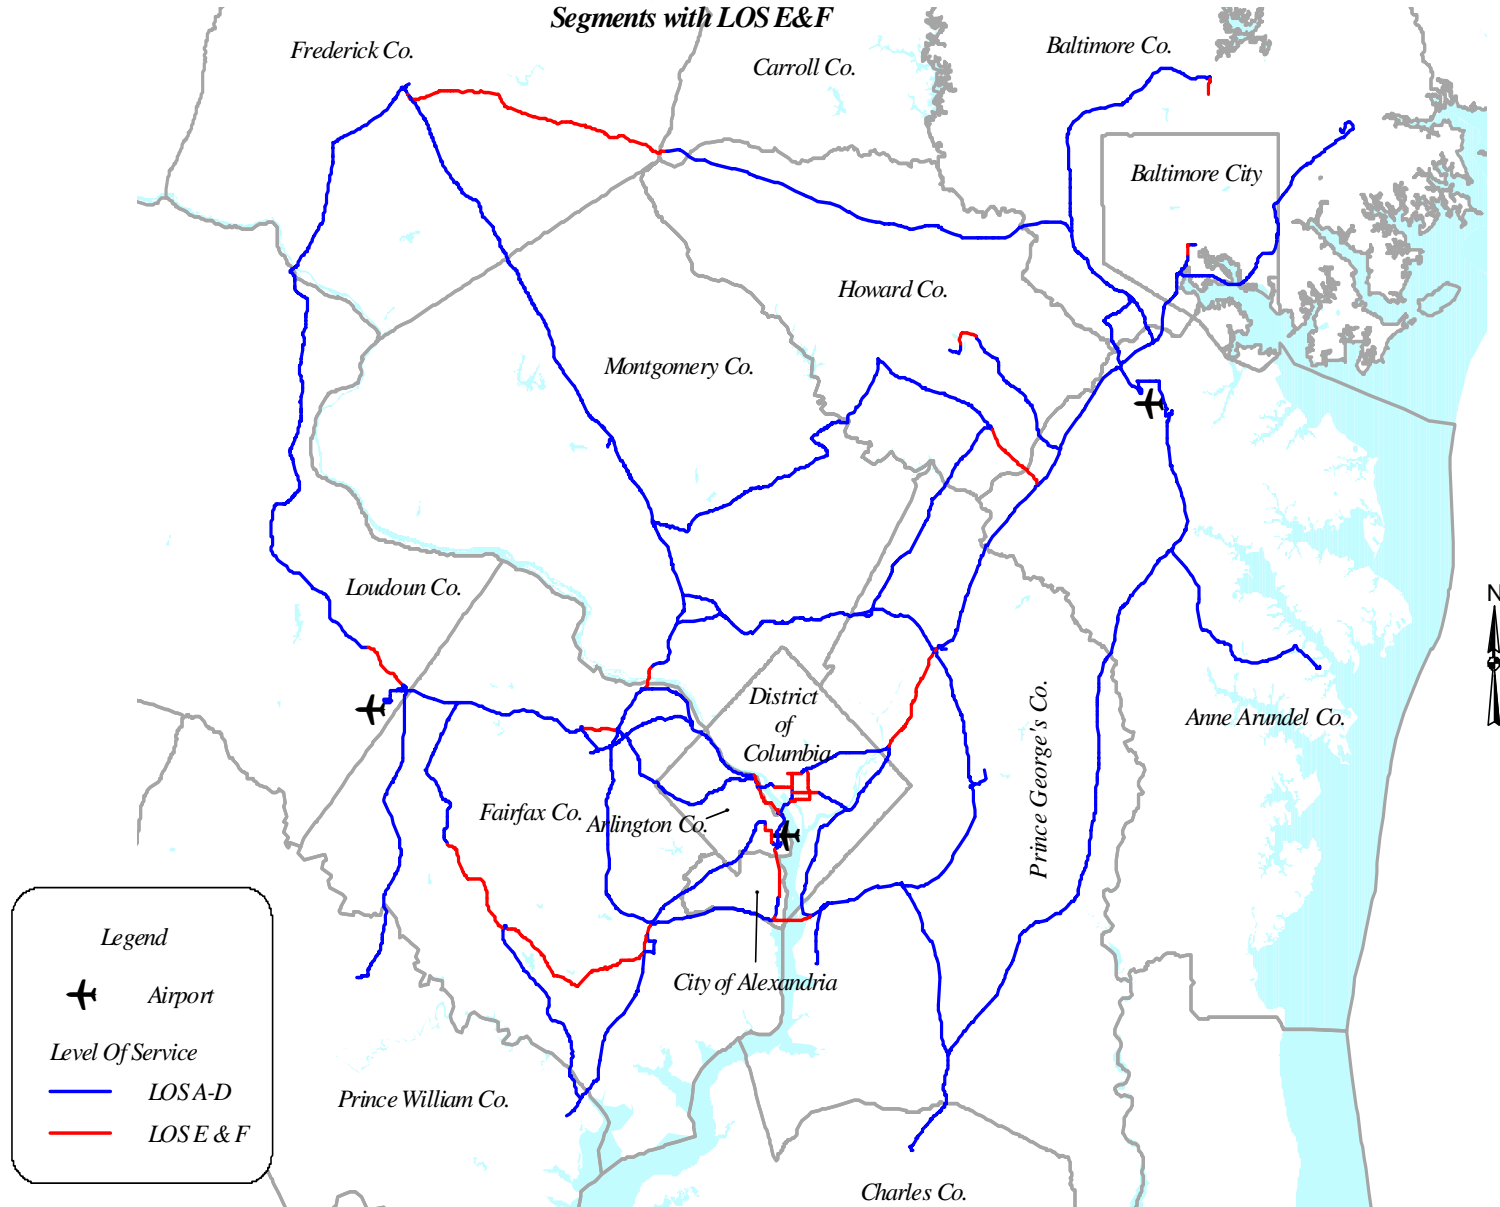 Segments with LOS E&F
Frederick Co.
Carroll Co.
Baltimore Co.
Baltimore City
Howard Co.
Montgomery Co.
Loudoun Co.
N
District
of
Columbia
Prince George's Co.
Anne Arundel Co.
Fairfax Co.
Arlington Co.
City of Alexandria
Legend
Airport
Level Of Service
LOS A-D
LOS E & F
Prince William Co.
Charles Co.